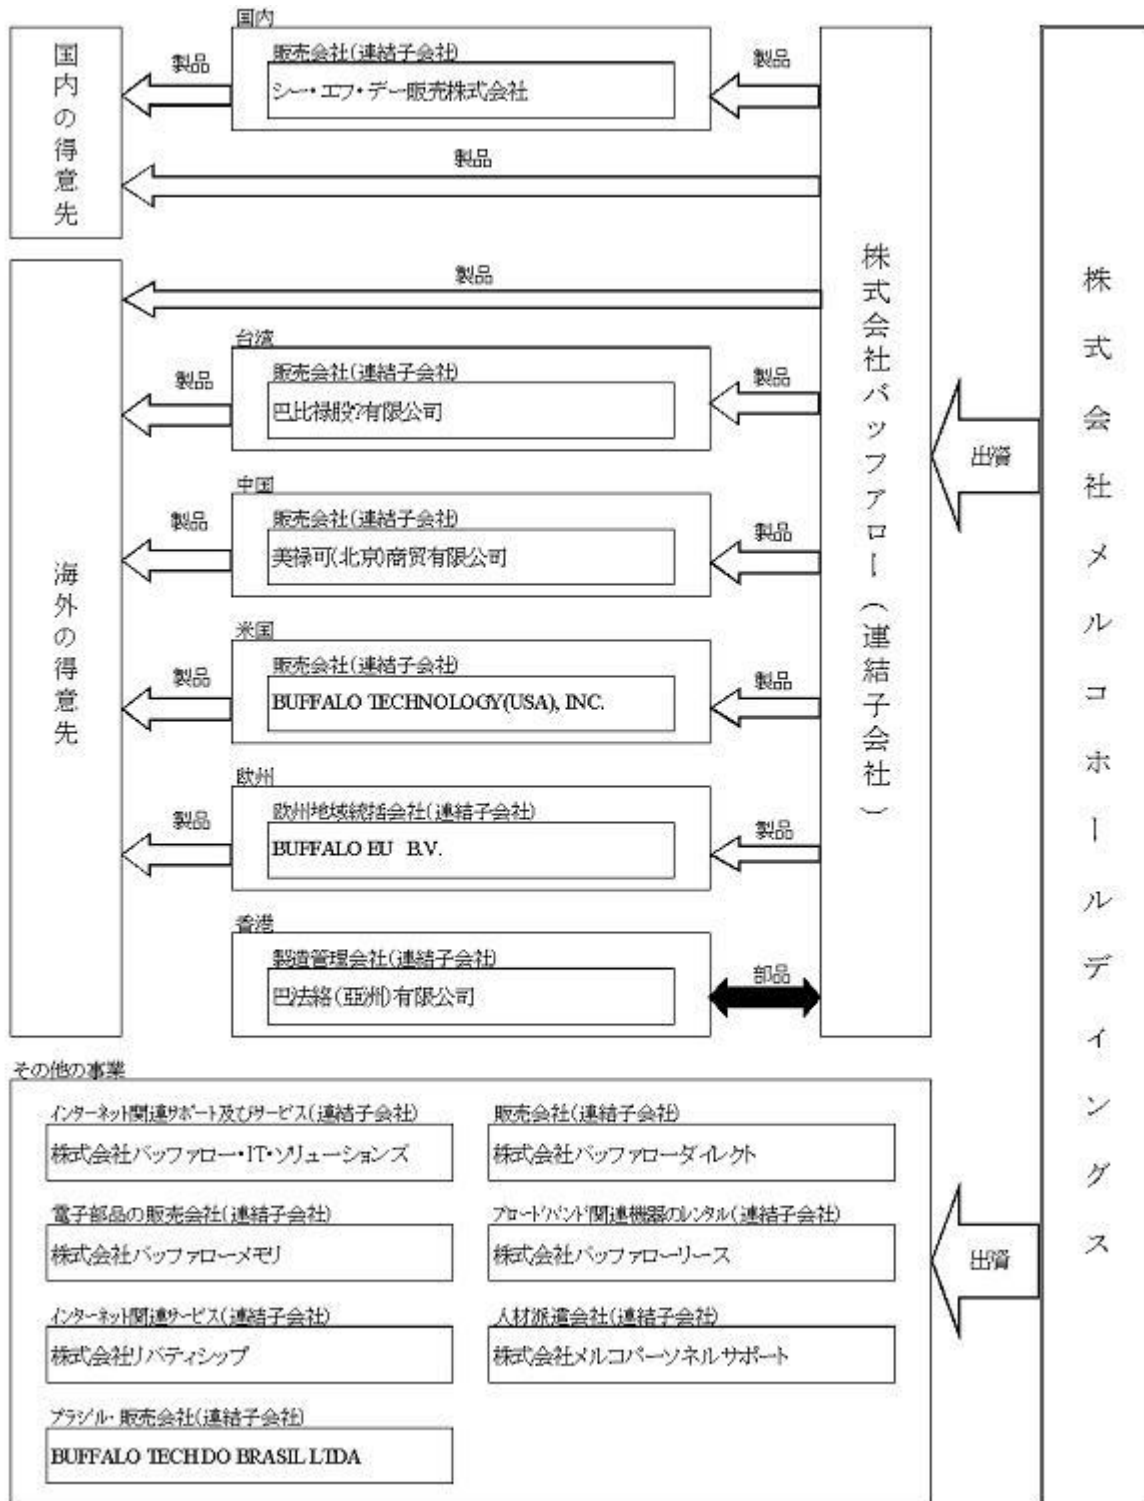 国内
国内の得意先
製品
販売会社(連結子会社)
シー・エフ・デー販売株式会社
製品
製品
製品
台湾
製品
販売会社(連結子会社)
巴比禄股?有限公司
製品
中国
製品
販売会社(連結子会社)
美禄可(北京)商貿有限公司
製品
海外の得意先
米国
製品
販売会社(連結子会社)
BUFFALO TECHNOLOGY(USA), INC.
製品
欧州
製品
欧州地域統括会社(連結子会社)
BUFFALO EU B.V.
製品
香港
製造管理会社(連結子会社)
巴法絡(亞洲)有限公司
部品
株式会社バッファロー(連結子会社)
出資
株式会社メルコホールディングス
その他の事業
インターネット関連サポート及びサービス(連結子会社)
株式会社バッファロー・IT・ソリューションズ
販売会社(連結子会社)
株式会社バッファローダイレクト
電子部品の販売会社(連結子会社)
株式会社バッファローメモリ
ブロードバンド関連機器のレンタル(連結子会社)
株式会社バッファローリース
インターネット関連サービス(連結子会社)
株式会社リバティシップ
人材派遣会社(連結子会社)
株式会社メルコパーソネルサポート
ブラジル・販売会社(連結子会社)
BUFFALO TECH DO BRASIL LTDA
出資